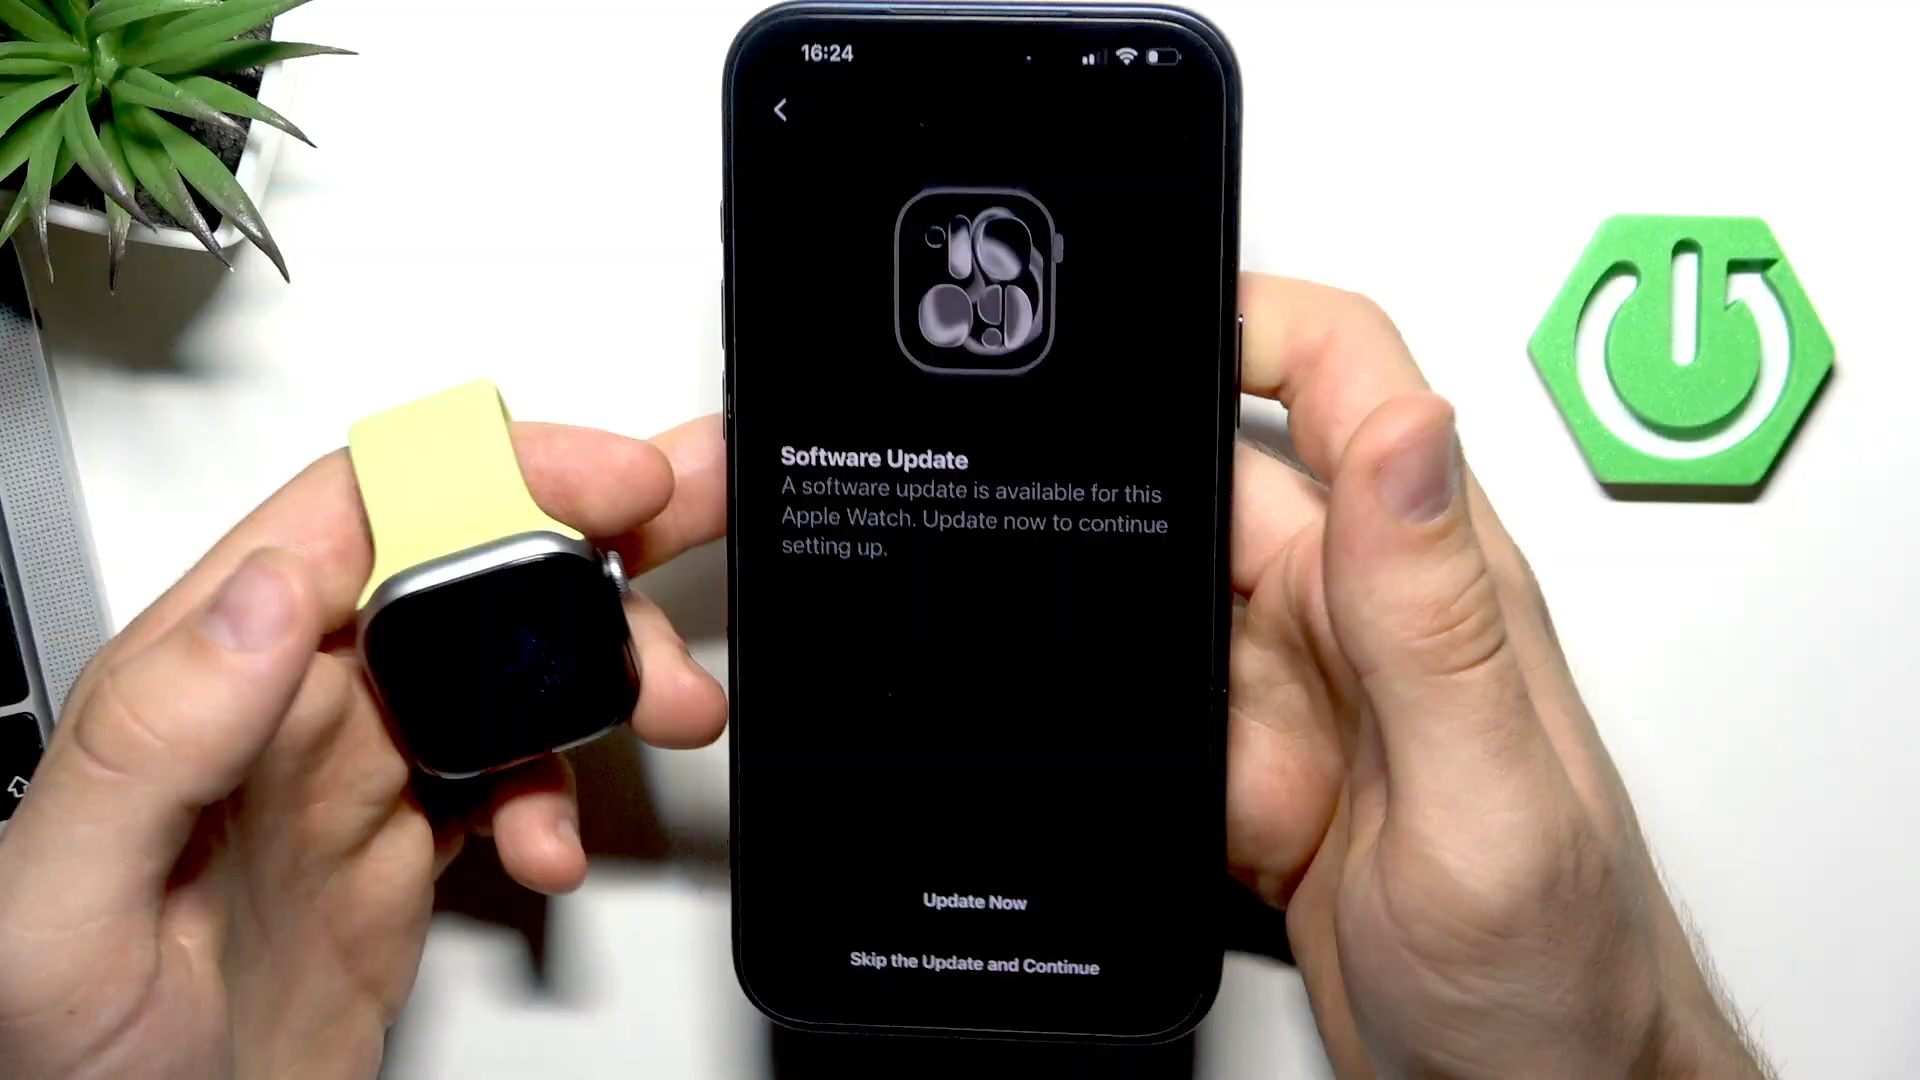 16:24
Software Update
A software update is available for this
Apple Watch. Update now to continue
setting up.
Update Now
Skip the Update and Continue